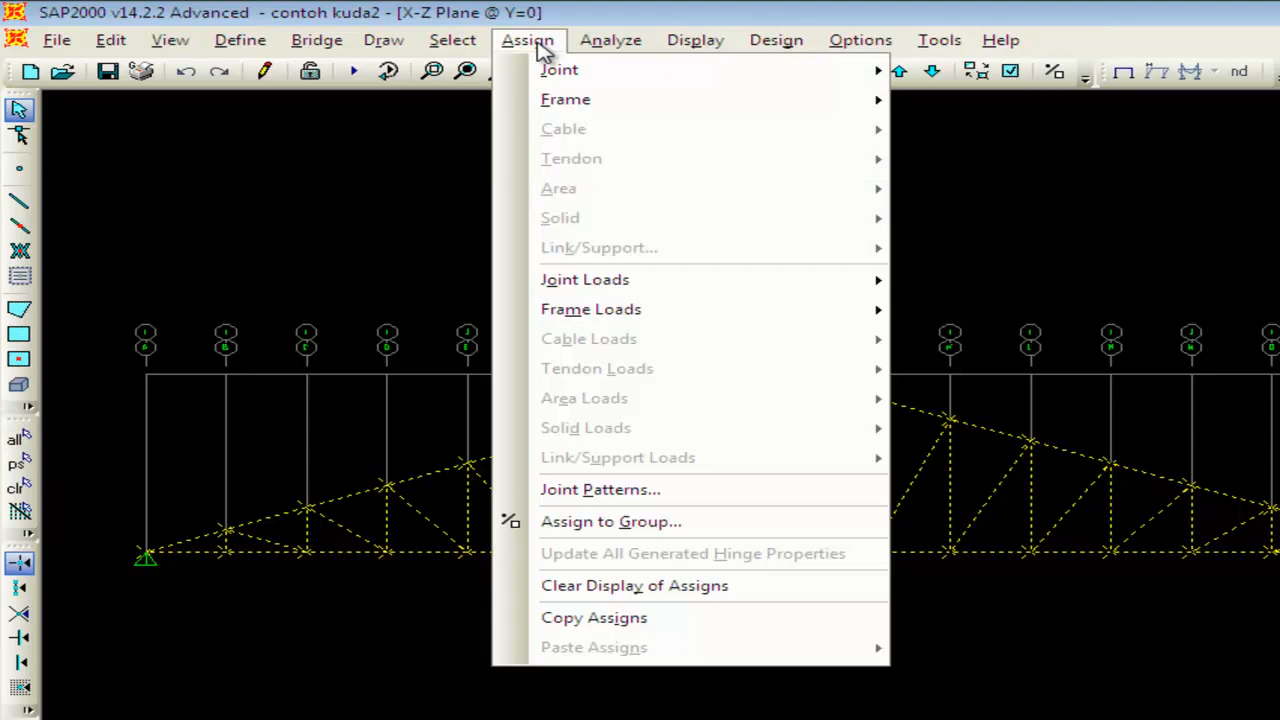 SAP2000 v14.2.2 Advanced - contoh kuda2 - [X-Z Plane @ Y=0]
File Edit View Define Bridge Draw Select Assign Analyze Display Design Options Tools Help
nd
Joint
Frame
Cable
Tendon
Area
Solid
Link/Support...
Joint Loads
Frame Loads
Cable Loads
Tendon Loads
Area Loads
Solid Loads
Link/Support Loads
Joint Patterns...
Assign to Group...
Update All Generated Hinge Properties
Clear Display of Assigns
Copy Assigns
Paste Assigns
all
ps
clr